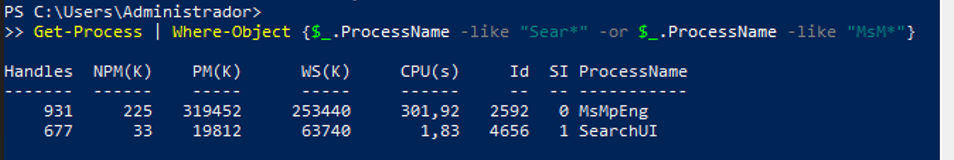 PS C:\Users\Administrador>
>> Get-Process | Where-Object {$_.ProcessName -like "Sear*" -or $_.ProcessName -like "MsM*"}
Handles NPM(K) PM(K) WS(K) CPU(s) Id SI ProcessName
------- ------ ----- ----- ------ -- -- -----------
931 225 319452 253440 301,92 2592 0 MsMpEng
677 33 19812 63740 1,83 4656 1 SearchUI